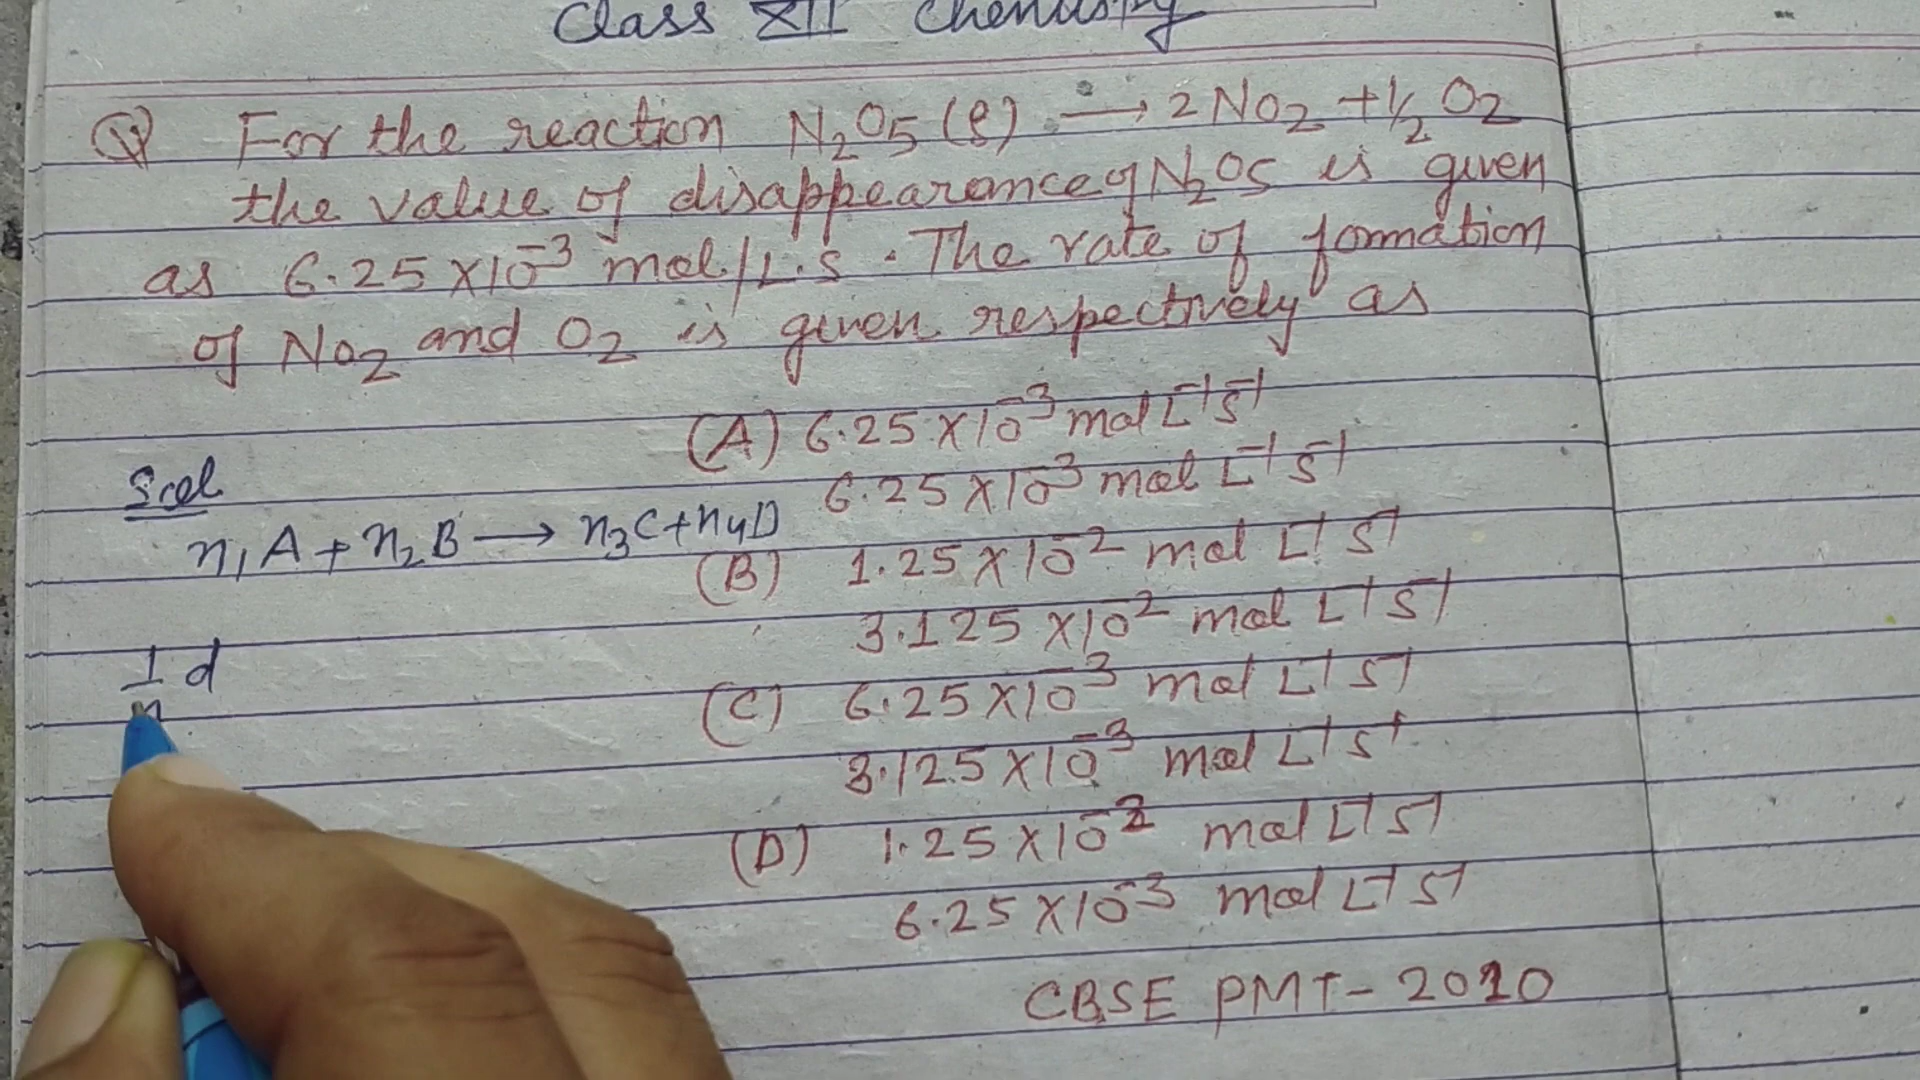 Class XII Chemistry
Q For the reaction N₂O₅(g) → 2NO₂ + 1/2 O₂
the value of disappearance of N₂O₅ is given
as 6.25 × 10⁻³ mol/L.s. The rate of formation
of NO₂ and O₂ is given respectively as
(A) 6.25 × 10⁻³ mol L⁻¹ S⁻¹
6.25 × 10⁻³ mol L⁻¹ S⁻¹
Sol
n₁A + n₂B → n₃C + n₄D
(B) 1.25 × 10⁻² mol L⁻¹ S⁻¹
3.125 × 10⁻² mol L⁻¹ S⁻¹
1/n d
(C) 6.25 × 10⁻³ mol L⁻¹ S⁻¹
3.125 × 10⁻³ mol L⁻¹ S⁻¹
(D) 1.25 × 10⁻² mol L⁻¹ S⁻¹
6.25 × 10⁻³ mol L⁻¹ S⁻¹
CBSE PMT - 2010